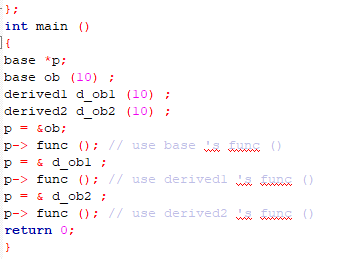 };
int main ()
{
base *p;
base ob (10) ;
derived1 d_ob1 (10) ;
derived2 d_ob2 (10) ;
p = &ob;
p-> func (); // use base 's func ()
p = & d_ob1 ;
p-> func (); // use derived1 's func ()
p = & d_ob2 ;
p-> func (); // use derived2 's func ()
return 0;
}